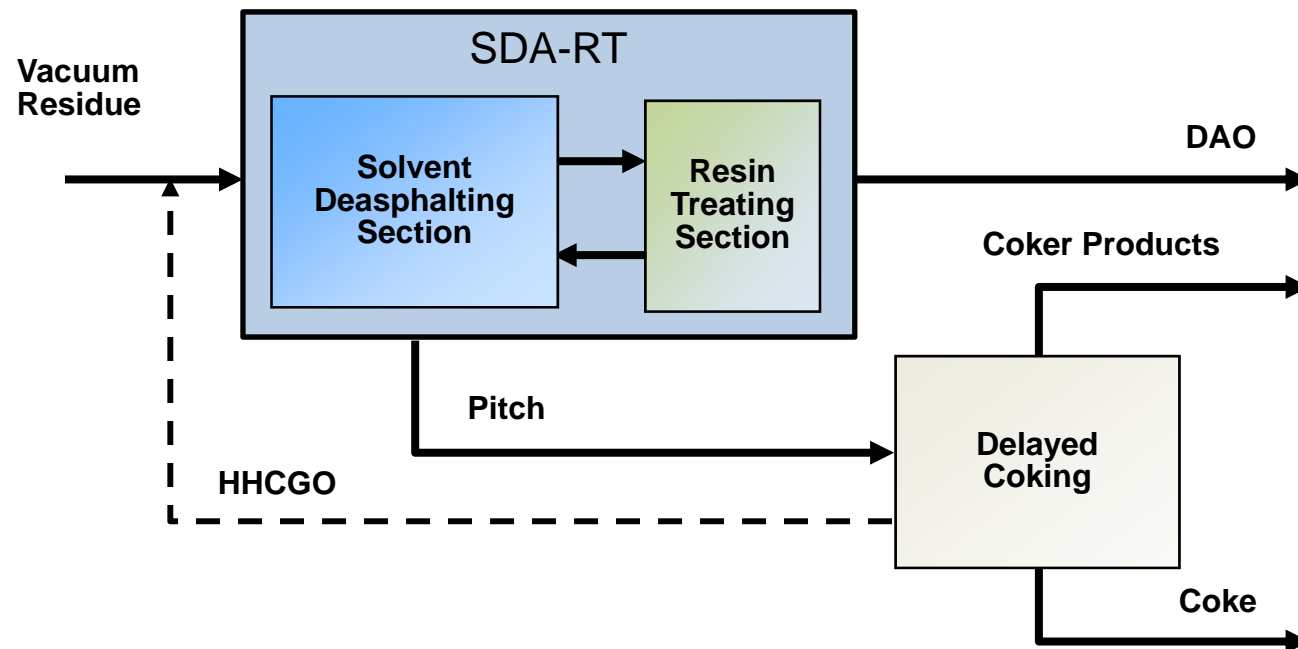 SDA-RT
Vacuum
Residue
Solvent
Deasphalting
Section
Resin
Treating
Section
DAO
Coker Products
Pitch
Delayed
Coking
HHCGO
Coke